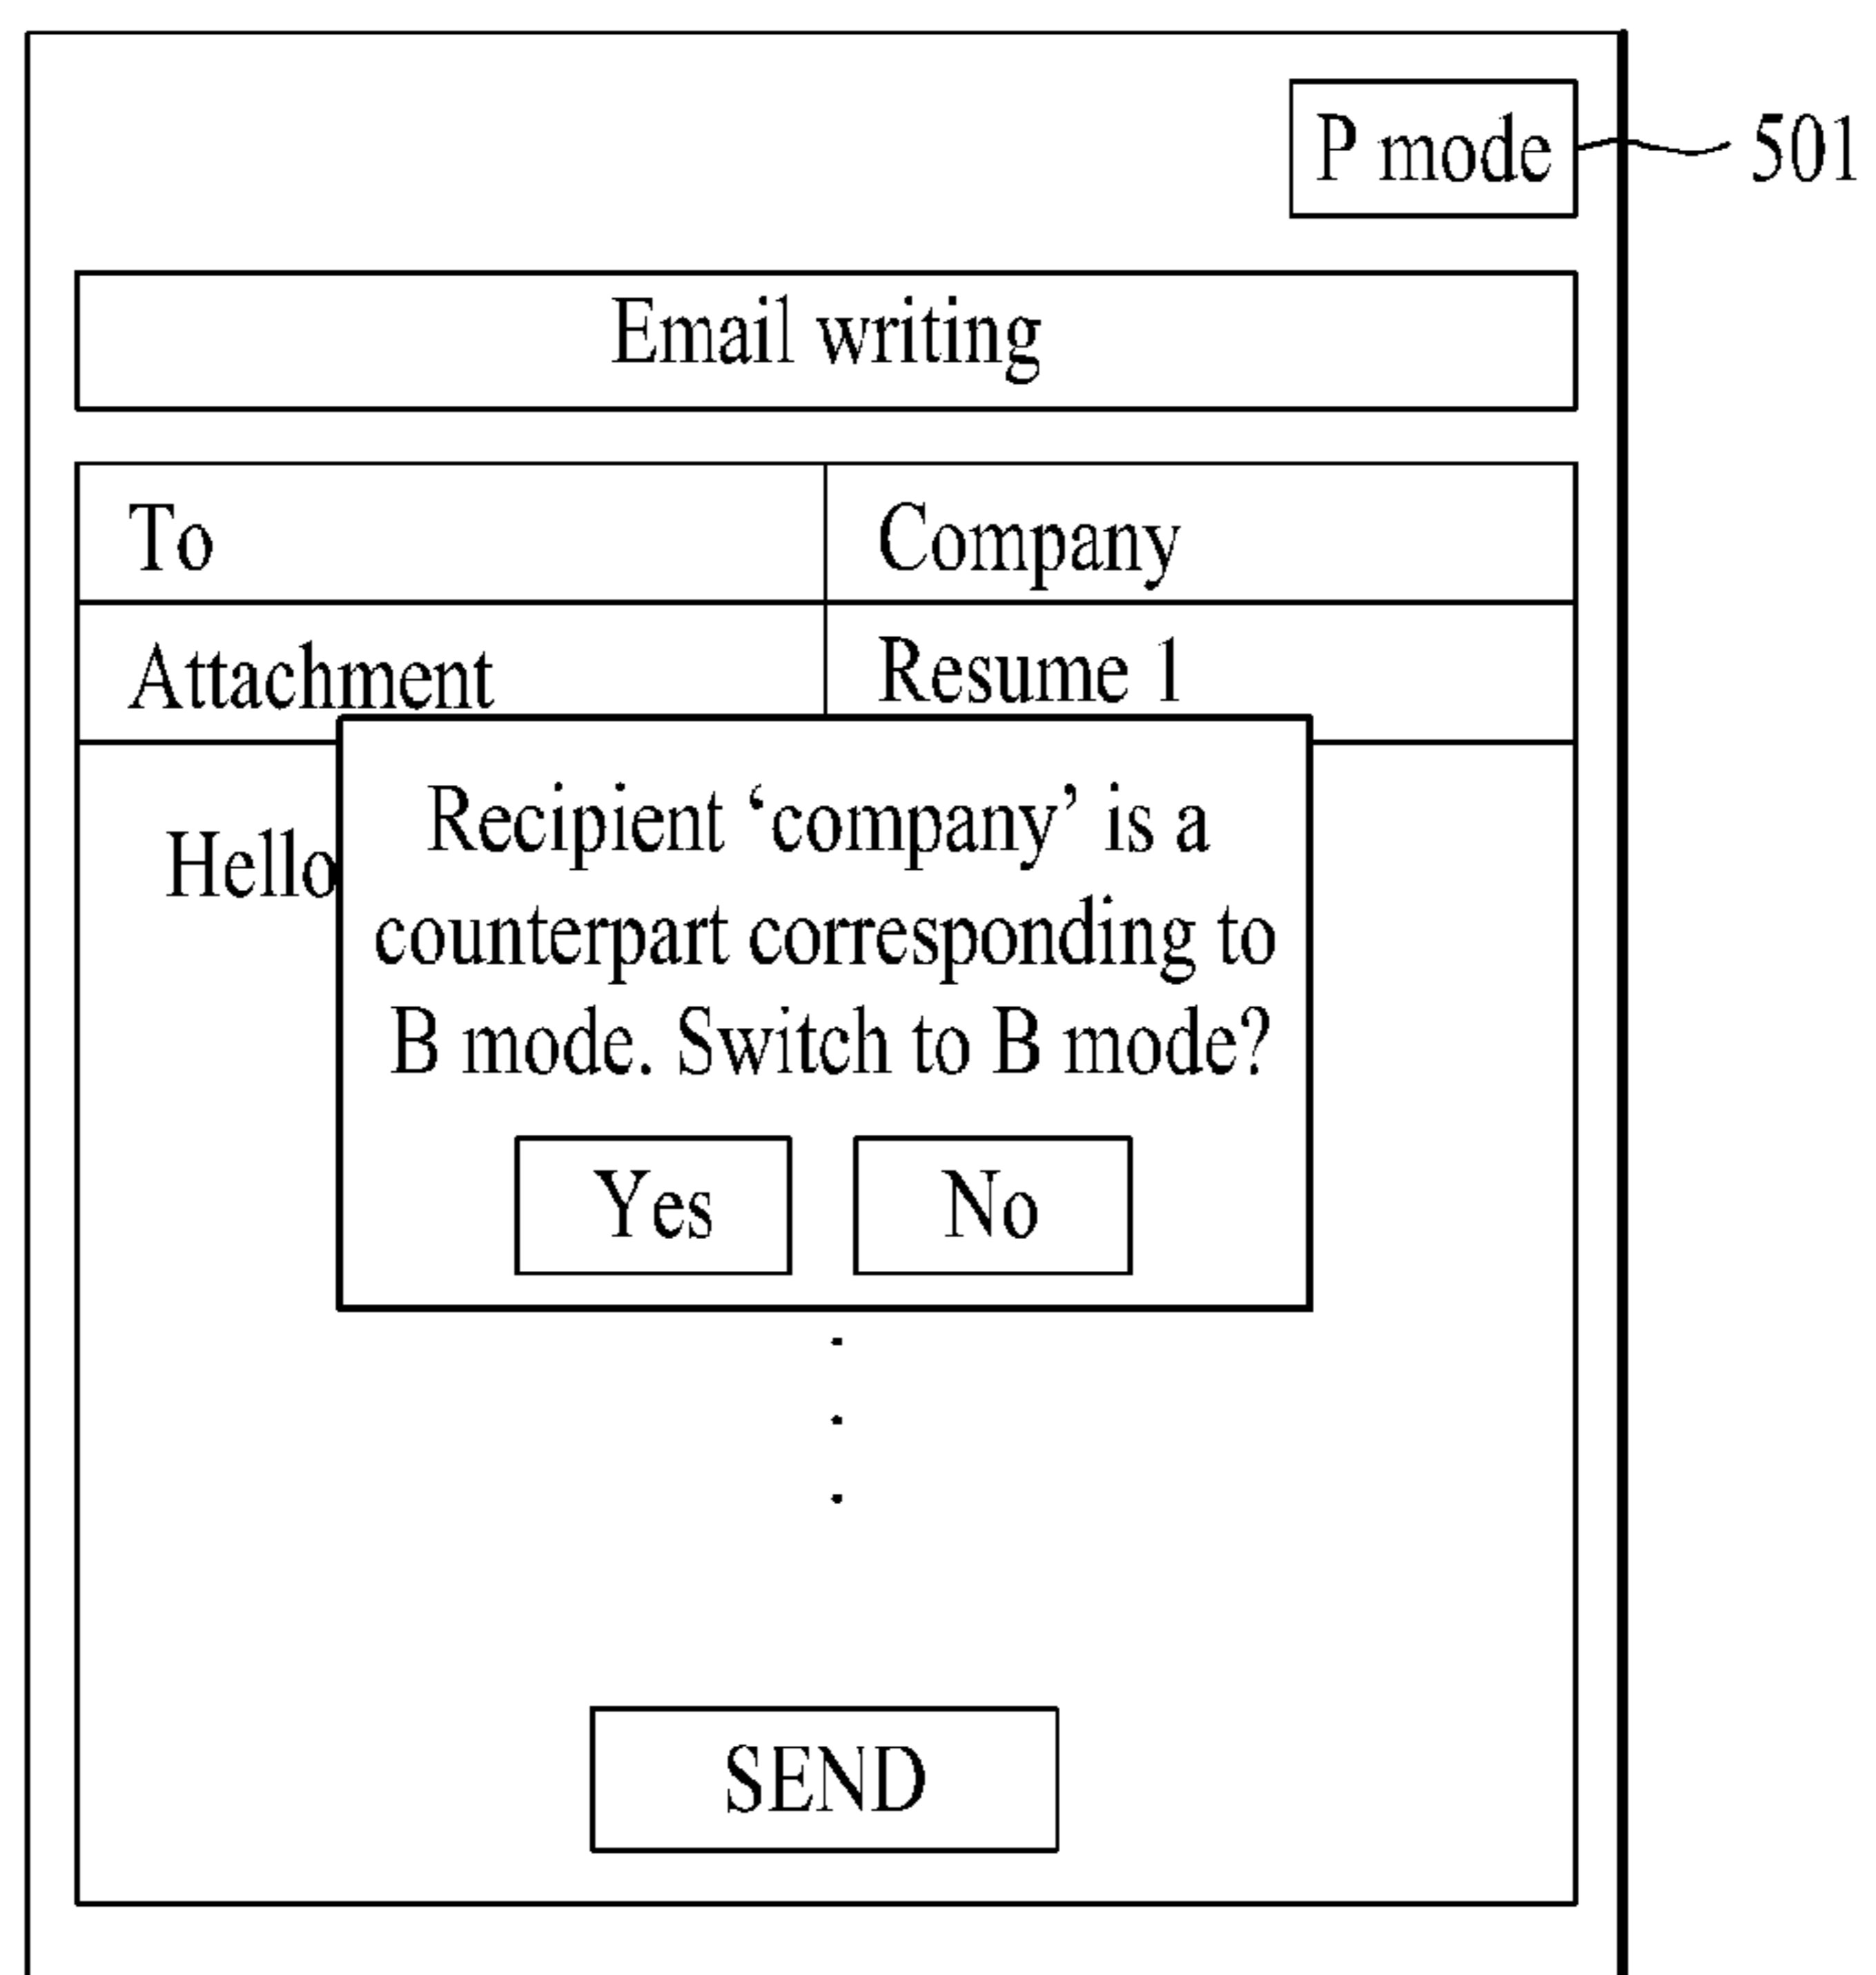 P mode
501
Email writing
To
Company
Attachment
Resume 1
Hello
Recipient ‘company’ is a
counterpart corresponding to
B mode. Switch to B mode?
Yes
No
SEND